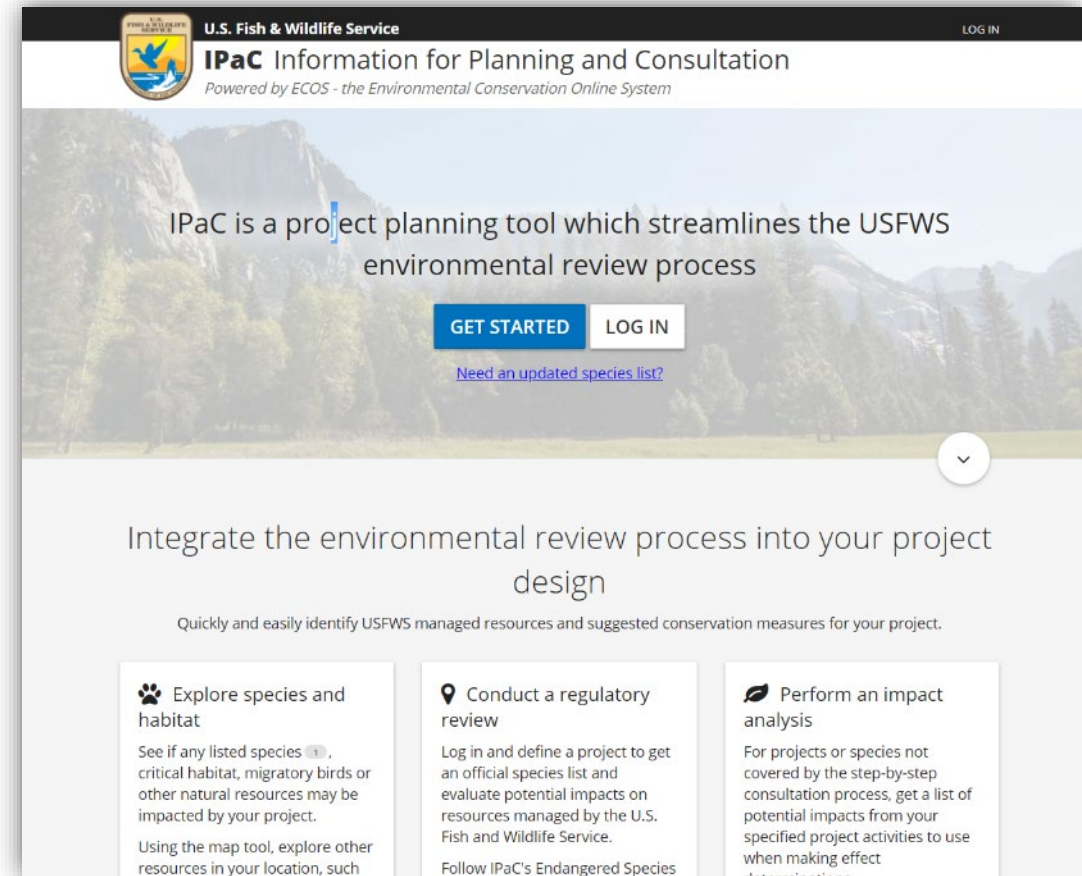 U.S.
FISH & WILDLIFE
SERVICE
U.S. Fish & Wildlife Service
LOG IN
IPaC Information for Planning and Consultation
Powered by ECOS - the Environmental Conservation Online System
IPaC is a project planning tool which streamlines the USFWS
environmental review process
GET STARTED
LOG IN
Need an updated species list?
Integrate the environmental review process into your project
design
Quickly and easily identify USFWS managed resources and suggested conservation measures for your project.
Explore species and
habitat
See if any listed species 1 ,
critical habitat, migratory birds or
other natural resources may be
impacted by your project.
Using the map tool, explore other
resources in your location, such
Conduct a regulatory
review
Log in and define a project to get
an official species list and
evaluate potential impacts on
resources managed by the U.S.
Fish and Wildlife Service.
Follow IPaC's Endangered Species
Perform an impact
analysis
For projects or species not
covered by the step-by-step
consultation process, get a list of
potential impacts from your
specified project activities to use
when making effect